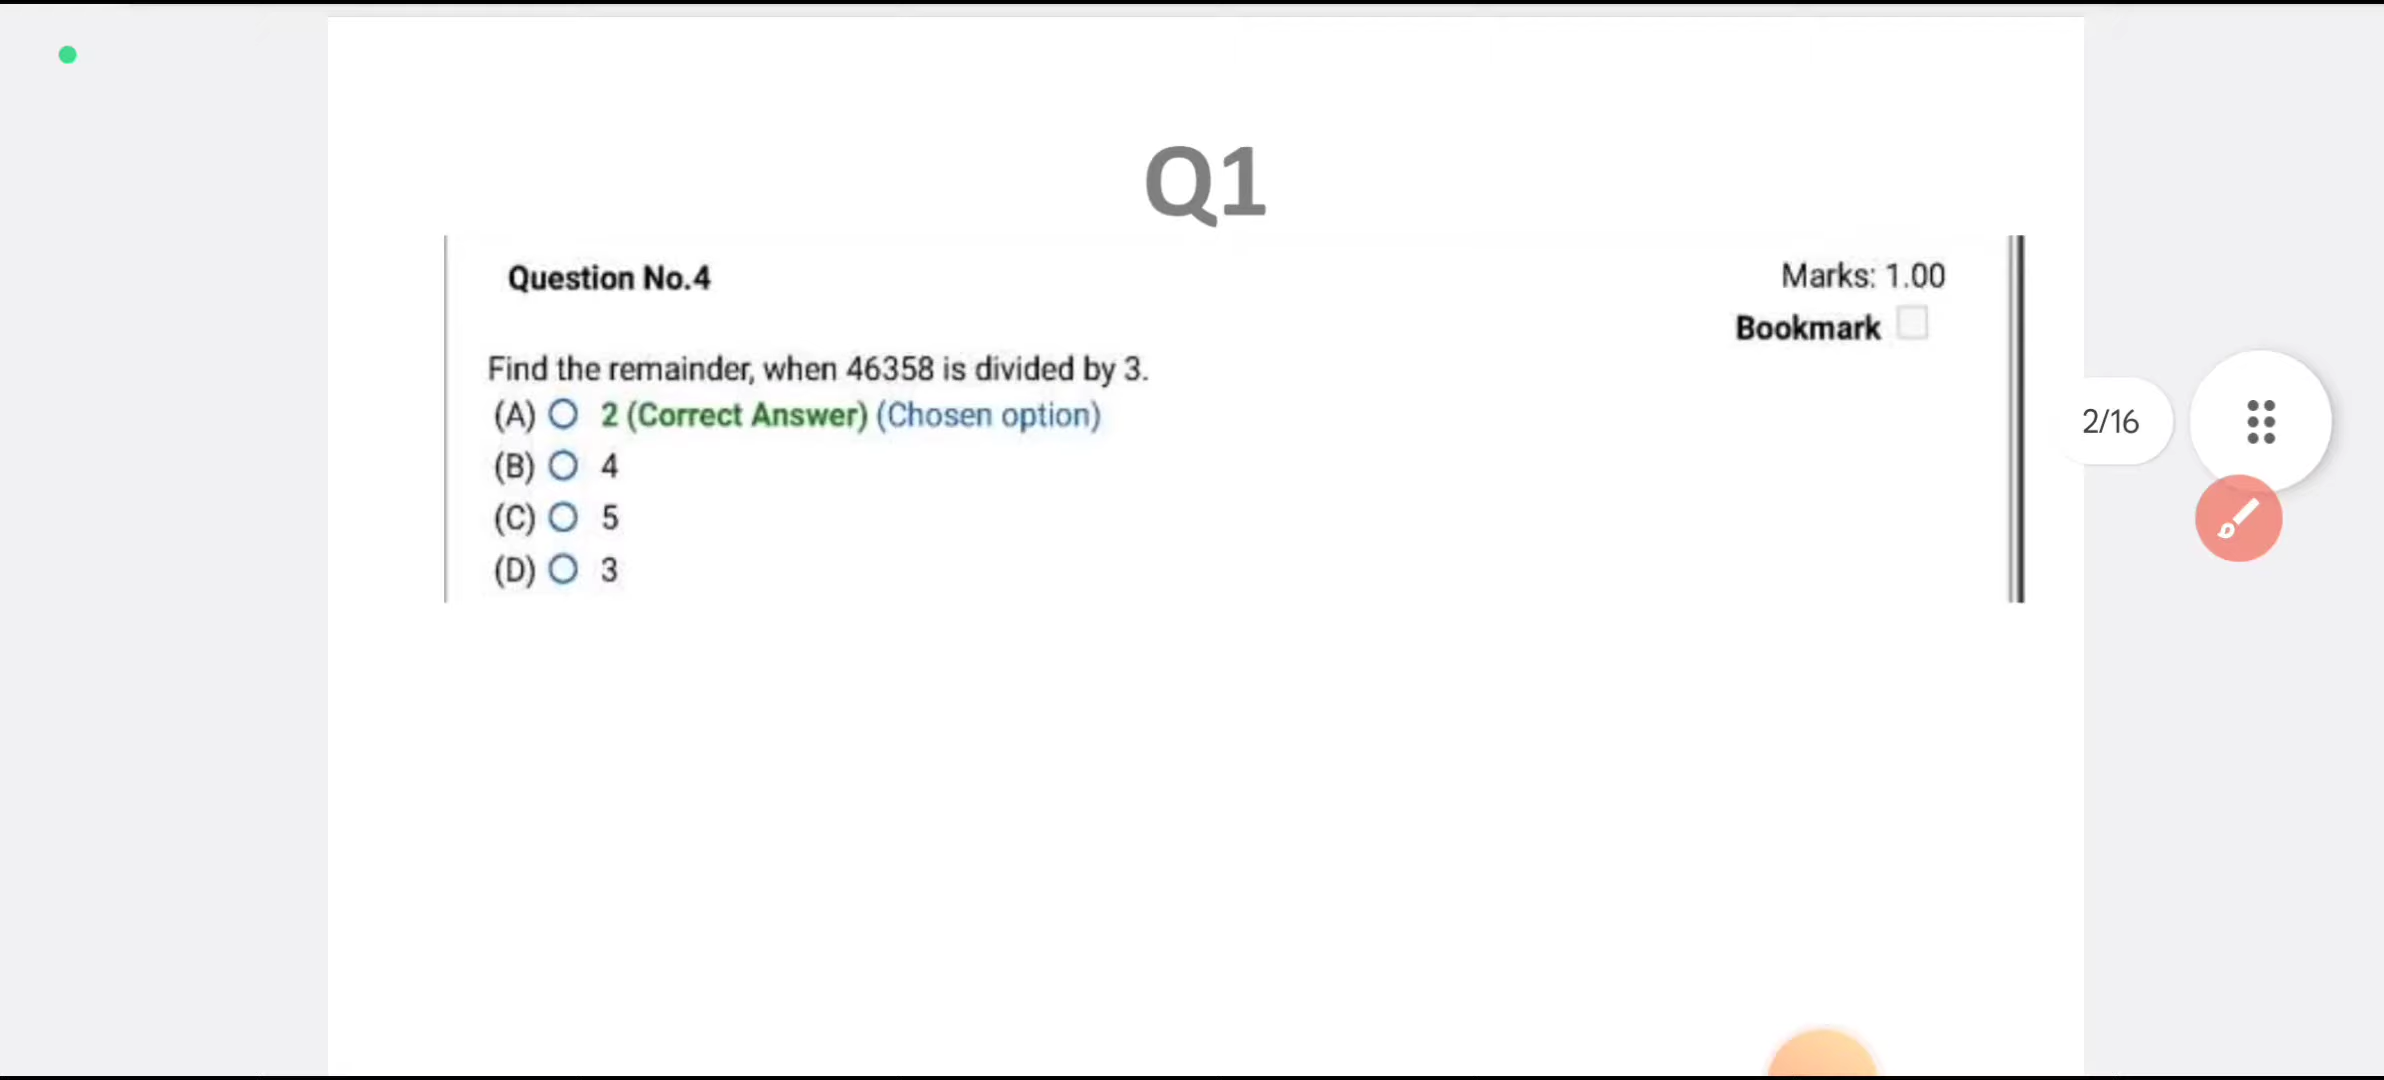 Q1
Question No.4
Marks: 1.00
Bookmark
Find the remainder, when 46358 is divided by 3.
(A) 2 (Correct Answer) (Chosen option)
(B) 4
(C) 5
(D) 3
2/16